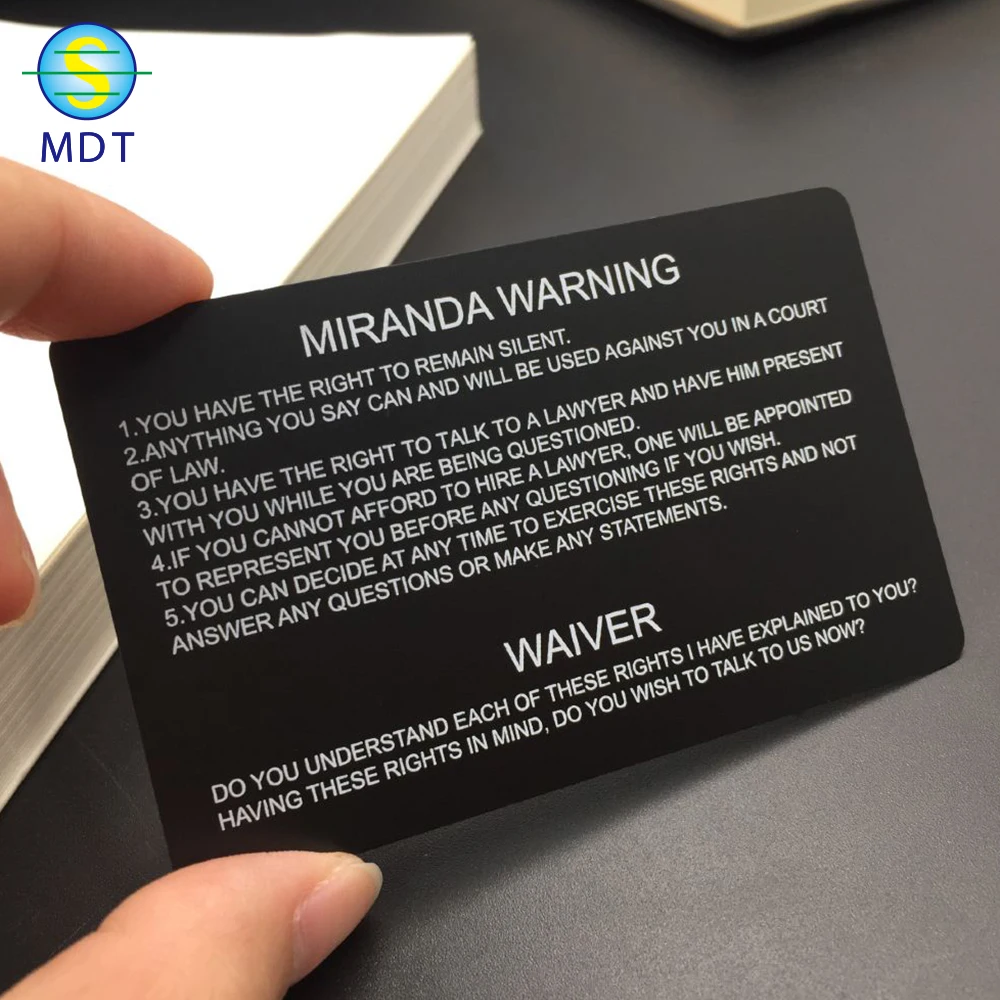 S
MDT
MIRANDA WARNING
1.YOU HAVE THE RIGHT TO REMAIN SILENT.
2.ANYTHING YOU SAY CAN AND WILL BE USED AGAINST YOU IN A COURT
OF LAW.
3.YOU HAVE THE RIGHT TO TALK TO A LAWYER AND HAVE HIM PRESENT
WITH YOU WHILE YOU ARE BEING QUESTIONED.
4.IF YOU CANNOT AFFORD TO HIRE A LAWYER, ONE WILL BE APPOINTED
TO REPRESENT YOU BEFORE ANY QUESTIONING IF YOU WISH.
5.YOU CAN DECIDE AT ANY TIME TO EXERCISE THESE RIGHTS AND NOT
ANSWER ANY QUESTIONS OR MAKE ANY STATEMENTS.
WAIVER
DO YOU UNDERSTAND EACH OF THESE RIGHTS I HAVE EXPLAINED TO YOU?
HAVING THESE RIGHTS IN MIND, DO YOU WISH TO TALK TO US NOW?